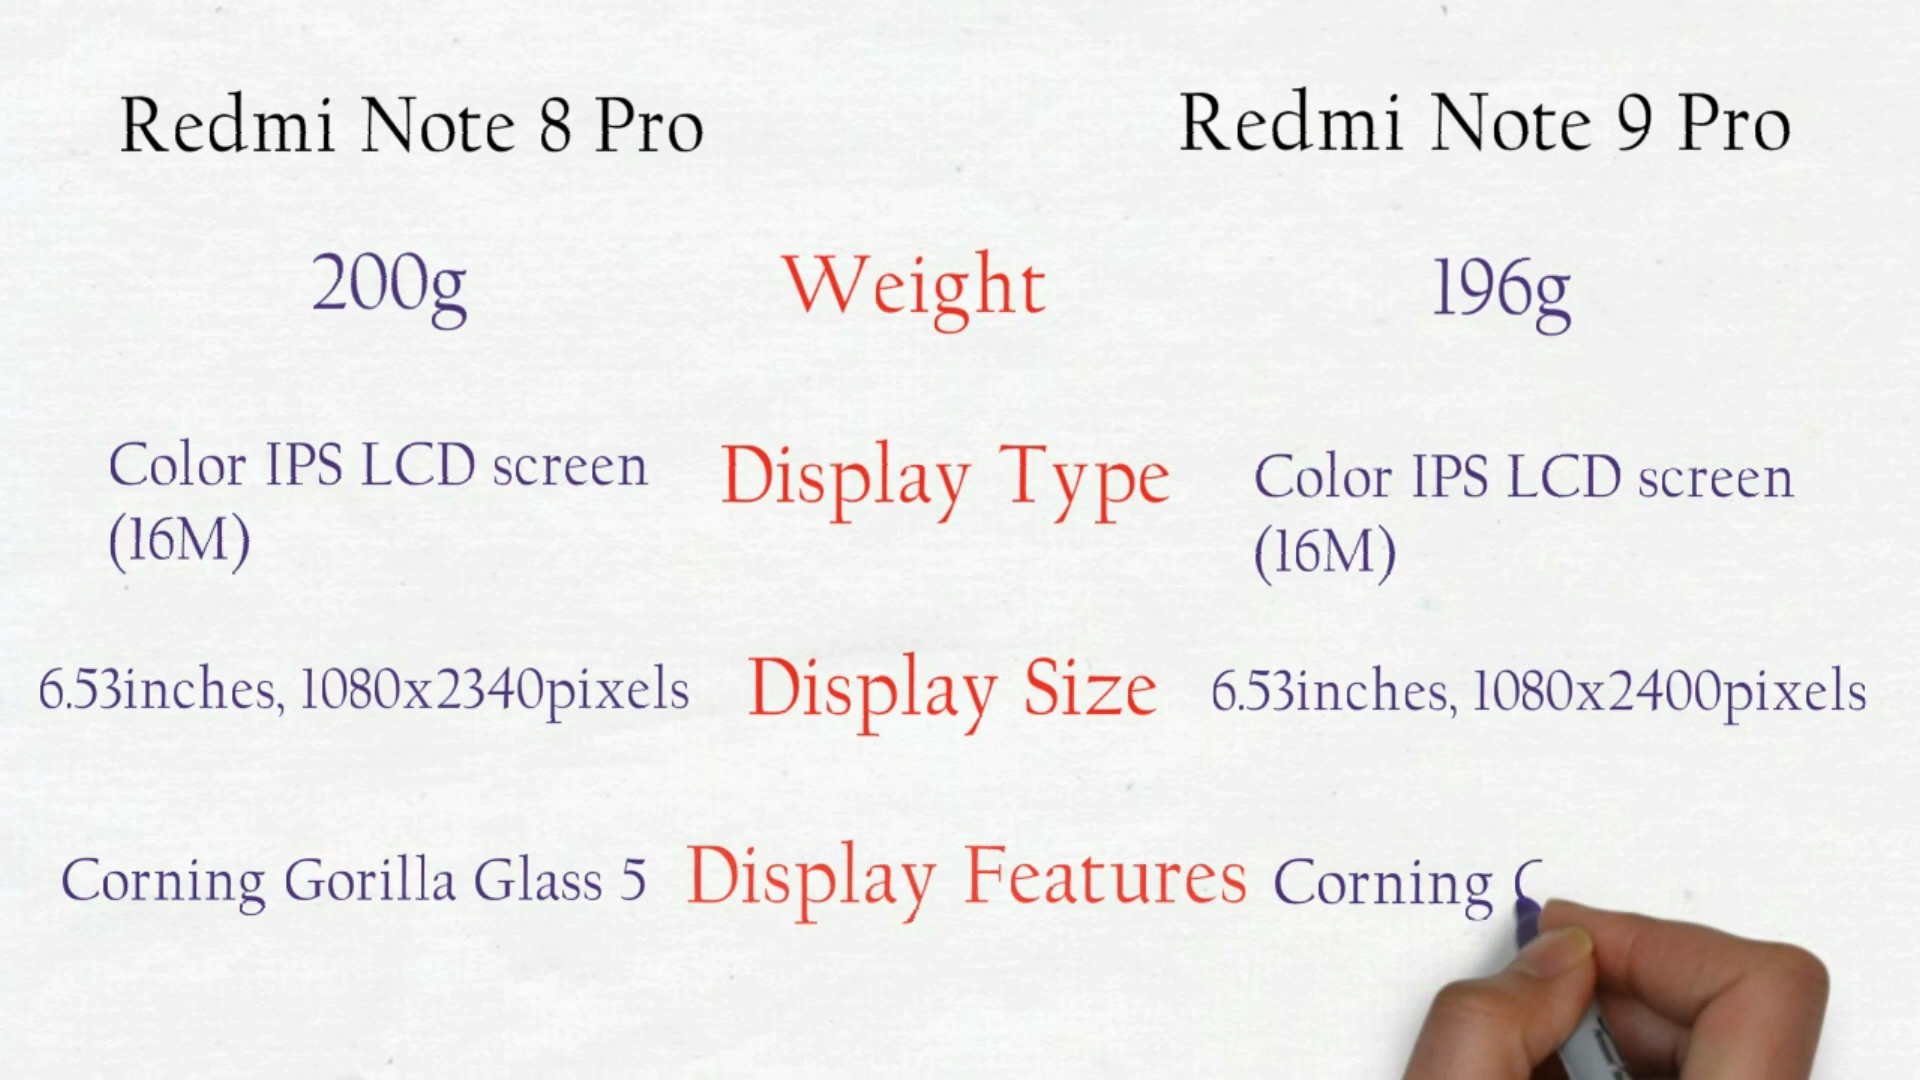 Redmi Note 8 Pro
Redmi Note 9 Pro
200g
Weight
196g
Color IPS LCD screen
(16M)
Display Type
Color IPS LCD screen
(16M)
6.53inches, 1080x2340pixels
Display Size
6.53inches, 1080x2400pixels
Corning Gorilla Glass 5
Display Features
Corning